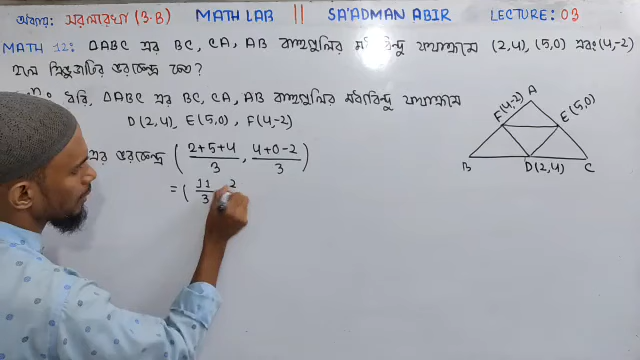 অধ্যায়: সরলরেখা (3.B) MATH LAB || SA'ADMAN ABIR LECTURE: 03
MATH 12: ΔABC এর BC, CA, AB বাহুগুলির মধ্যবিন্দু যথাক্রমে (2,4), (5,0) এবং (4,-2)
হলে ত্রিভুজটির ভরকেন্দ্র কত?
ধরি, ΔABC এর BC, CA, AB বাহুগুলির মধ্যবিন্দু যথাক্রমে
D(2,4), E(5,0), F(4,-2)
এর ভরকেন্দ্র ( (2+5+4)/3 , (4+0-2)/3 )
= ( 11/3 2
A
F(4,-2) E(5,0)
B D(2,4) C